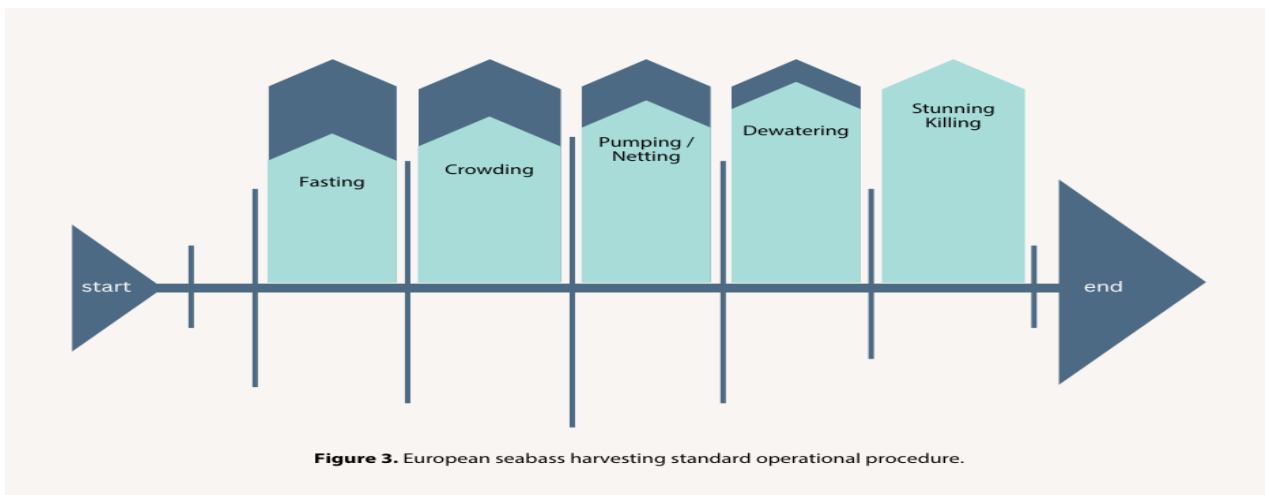 start
Fasting
Crowding
Pumping /
Netting
Dewatering
Stunning
Killing
end
Figure 3. European seabass harvesting standard operational procedure.